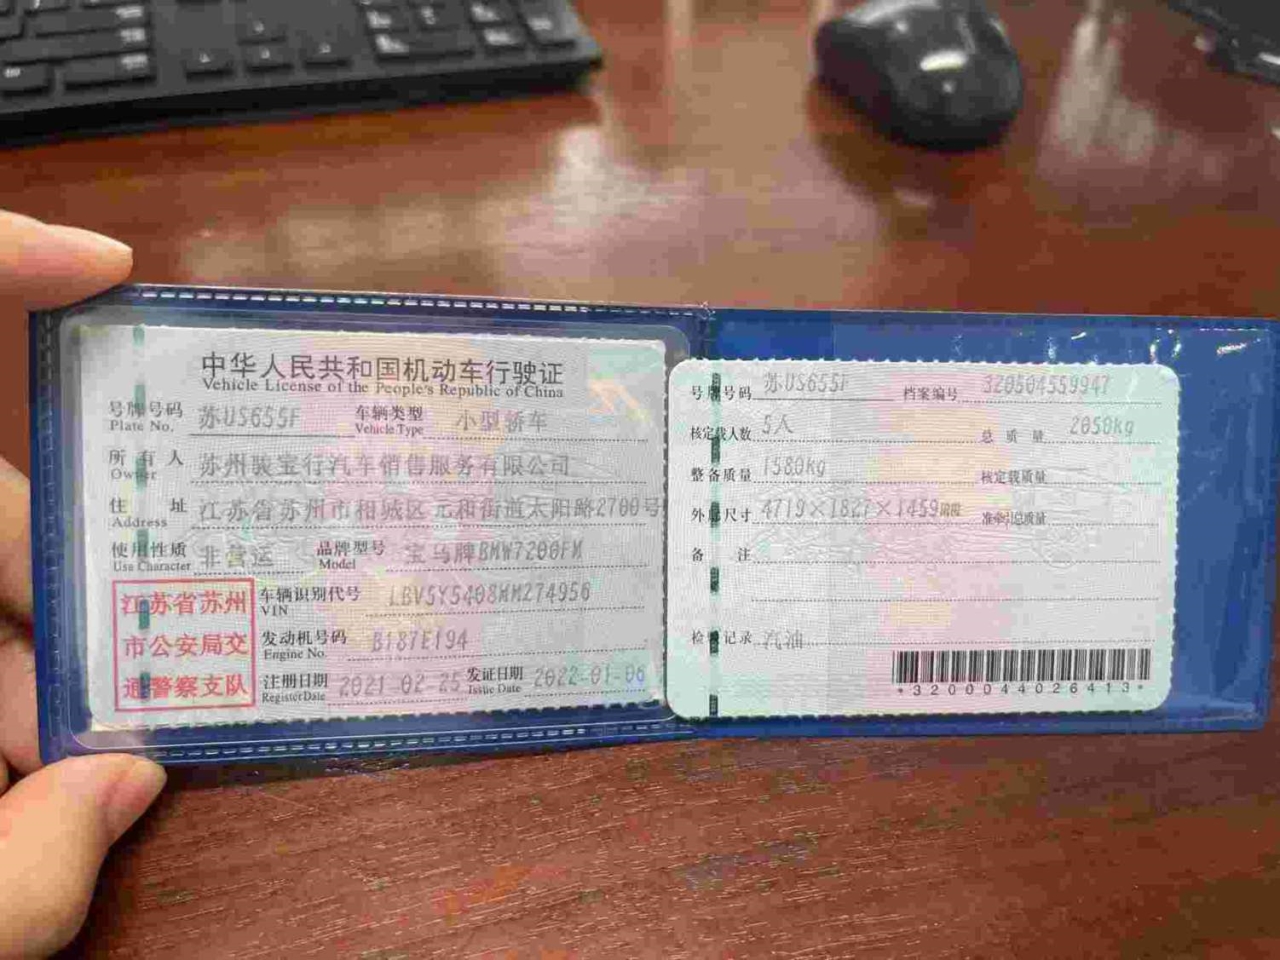 中华人民共和国机动车行驶证
Vehicle License of the People's Republic of China
号牌号码 苏US655F 车辆类型 小型轿车
Plate No. Vehicle Type
所有人 苏州骏宝行汽车销售服务有限公司
Owner
住址 江苏省苏州市相城区元和街道太阳路2700号
Address
使用性质 非营运 品牌型号 宝马牌BMW7200FM
Use Character Model
江苏省苏州
市公安局交
通警察支队
车辆识别代号 LBV5Y5408MM274956
VIN
发动机号码 B187E194
Engine No.
注册日期 2021-02-25 发证日期 2022-01-06
Register Date Issue Date
号牌号码 苏US655F 档案编号 320504559947
核定载人数 5人 总质量 2050kg
整备质量 1580kg 核定载质量 —
外廓尺寸 4719×1827×1459mm 准牵引总质量
备注
检验记录 汽油
*3200044026413*